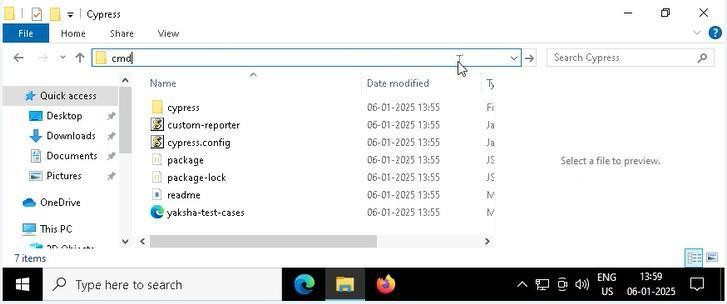 Cypress
File Home Share View
cmd
Search Cypress
Name Date modified Ty
Quick access
Desktop
Downloads
Documents
Pictures
OneDrive
This PC
3D Objects
cypress 06-01-2025 13:55 Fi
custom-reporter 06-01-2025 13:55 Ja
cypress.config 06-01-2025 13:55 Ja
package 06-01-2025 13:55 JS
package-lock 06-01-2025 13:55 JS
readme 06-01-2025 13:55 M
yaksha-test-cases 06-01-2025 13:55 M
Select a file to preview.
7 items
Type here to search
ENG
US
13:59
06-01-2025